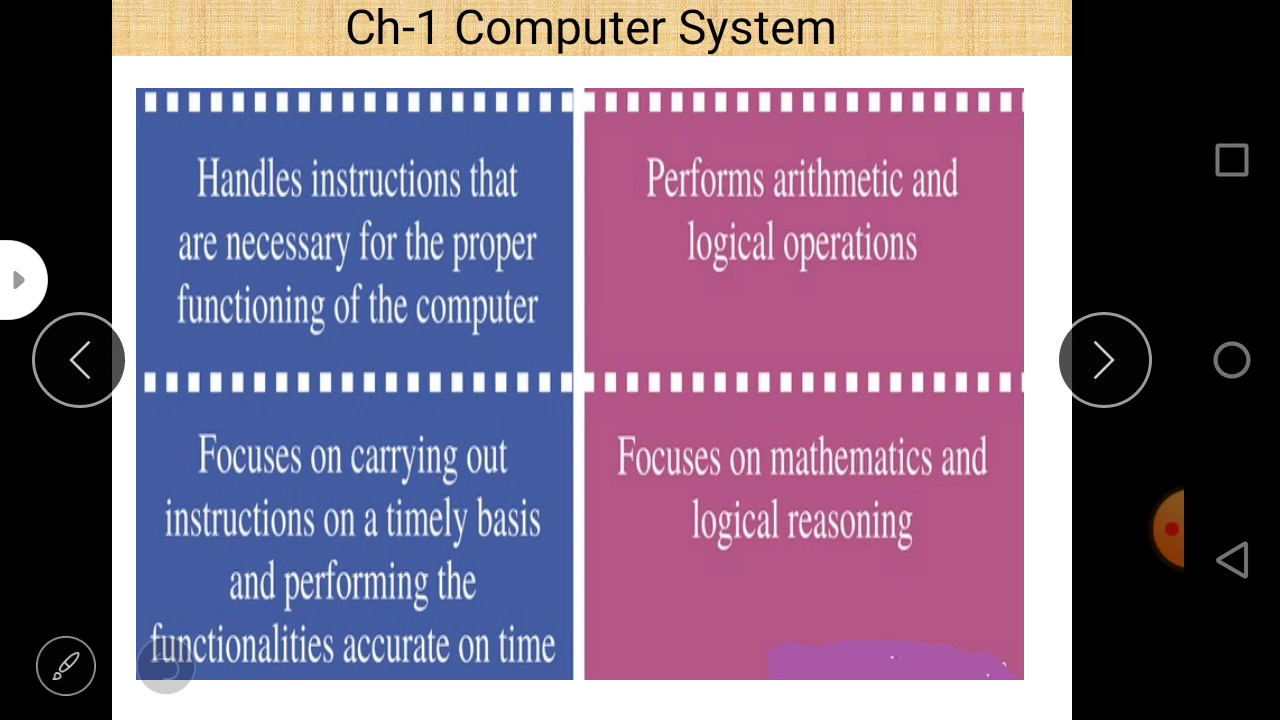 Ch-1 Computer System
Handles instructions that
are necessary for the proper
functioning of the computer
Performs arithmetic and
logical operations
Focuses on carrying out
instructions on a timely basis
and performing the
functionalities accurate on time
Focuses on mathematics and
logical reasoning